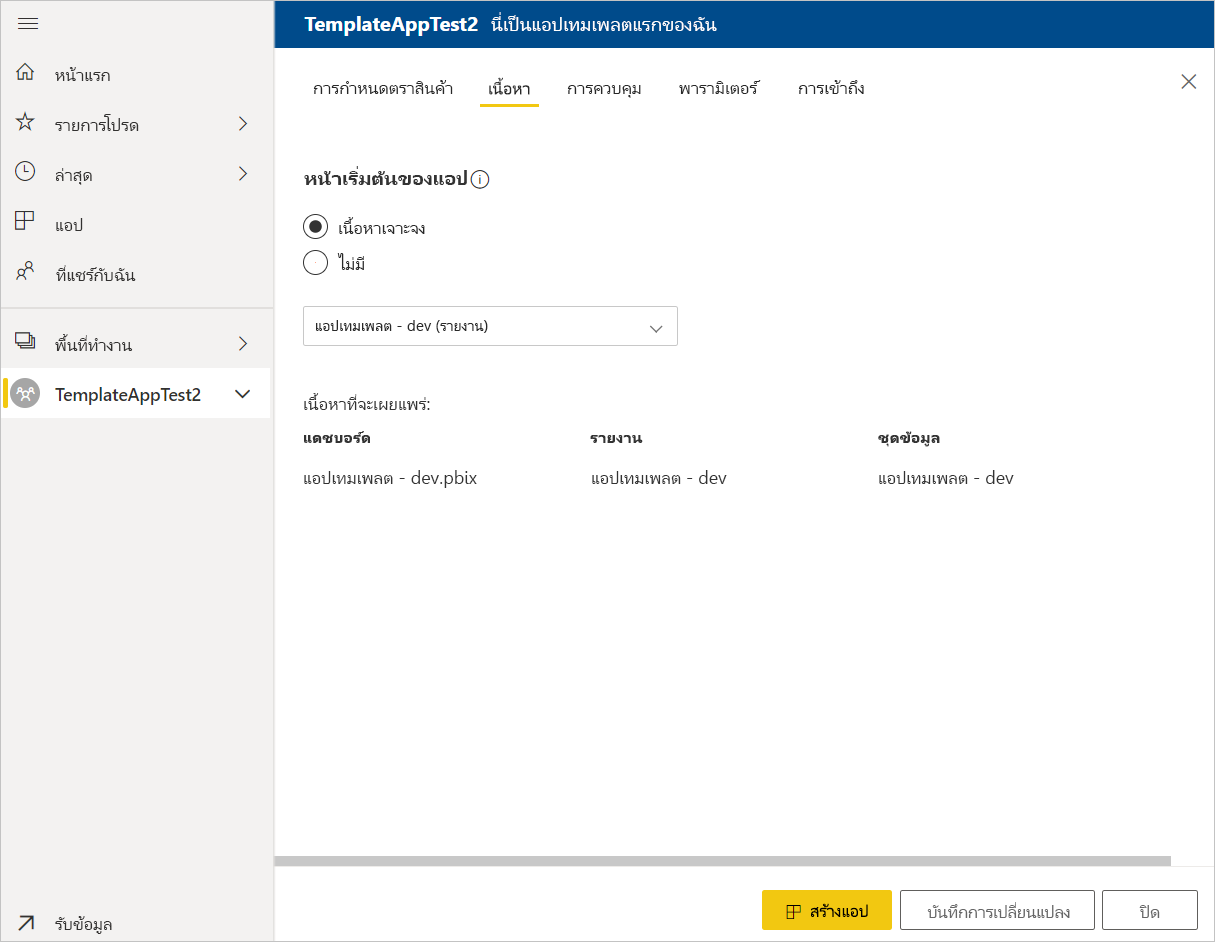 TemplateAppTest2 นี่เป็นแอปเทมเพลตแรกของฉัน
หน้าแรก
รายการโปรด
ล่าสุด
แอป
ที่แชร์กับฉัน
พื้นที่ทำงาน
TemplateAppTest2
รับข้อมูล
การกำหนดตราสินค้า เนื้อหา การควบคุม พารามิเตอร์ การเข้าถึง
หน้าเริ่มต้นของแอป
เนื้อหาเจาะจง
ไม่มี
แอปเทมเพลต - dev (รายงาน)
เนื้อหาที่จะเผยแพร่:
แดชบอร์ด รายงาน ชุดข้อมูล
แอปเทมเพลต - dev.pbix แอปเทมเพลต - dev แอปเทมเพลต - dev
สร้างแอป บันทึกการเปลี่ยนแปลง ปิด